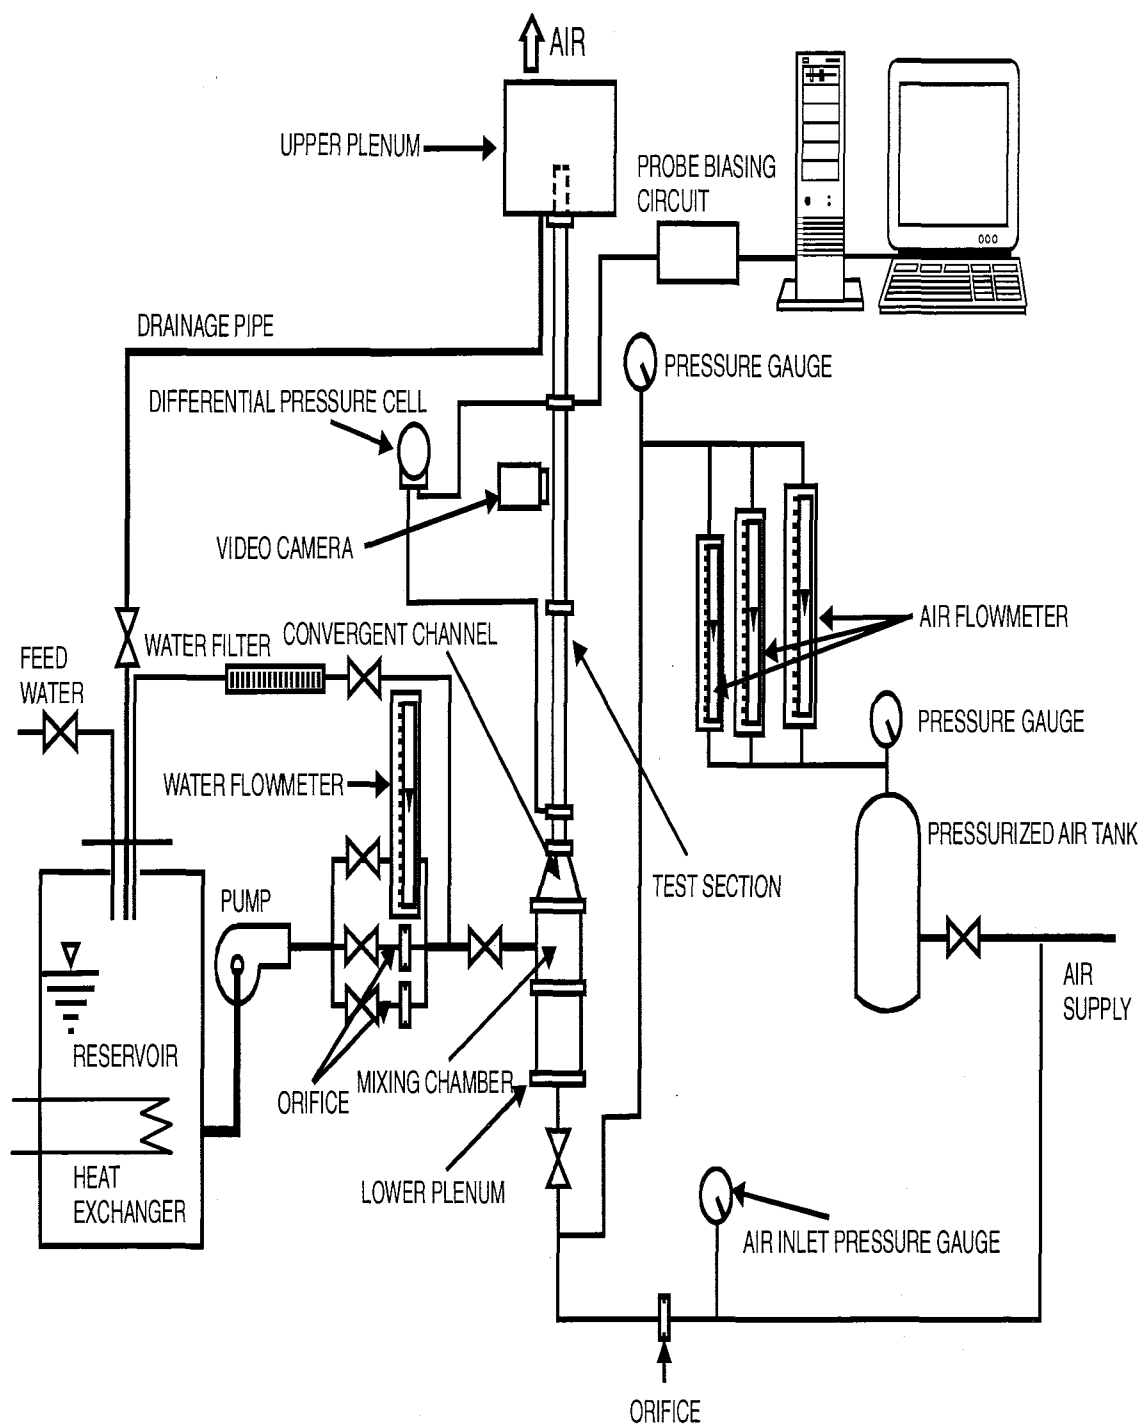 AIR
UPPER PLENUM
PROBE BIASING
CIRCUIT
DRAINAGE PIPE
PRESSURE GAUGE
DIFFERENTIAL PRESSURE CELL
VIDEO CAMERA
AIR FLOWMETER
WATER FILTER
CONVERGENT CHANNEL
FEED
WATER
PRESSURE GAUGE
WATER FLOWMETER
PRESSURIZED AIR TANK
TEST SECTION
PUMP
AIR
SUPPLY
RESERVOIR
ORIFICE
MIXING CHAMBER
HEAT
EXCHANGER
LOWER PLENUM
AIR INLET PRESSURE GAUGE
ORIFICE